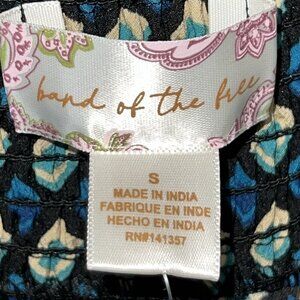 band of the free
S
MADE IN INDIA
FABRIQUE EN INDE
HECHO EN INDIA
RN#141357